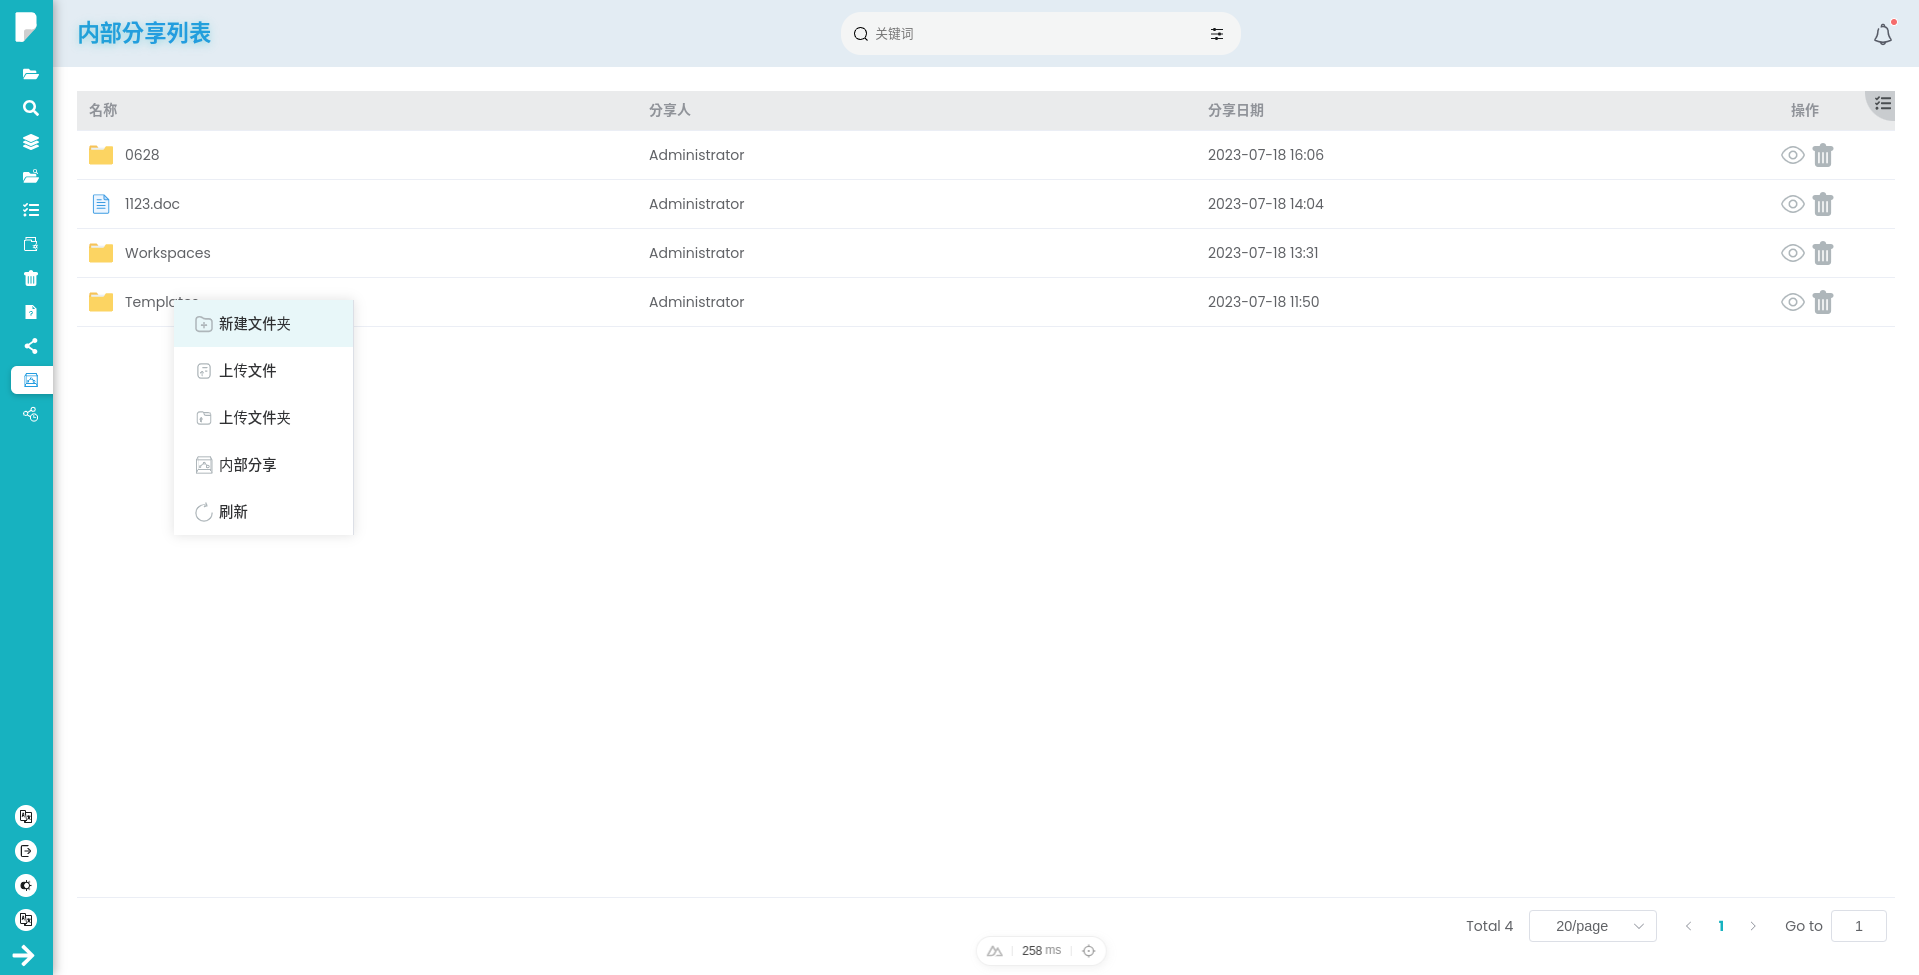 内部分享列表
关键词
名称 分享人 分享日期 操作
0628 Administrator 2023-07-18 16:06
1123.doc Administrator 2023-07-18 14:04
Workspaces Administrator 2023-07-18 13:31
Templates Administrator 2023-07-18 11:50
新建文件夹
上传文件
上传文件夹
内部分享
刷新
Total 4 20/page 1 Go to 1
258 ms